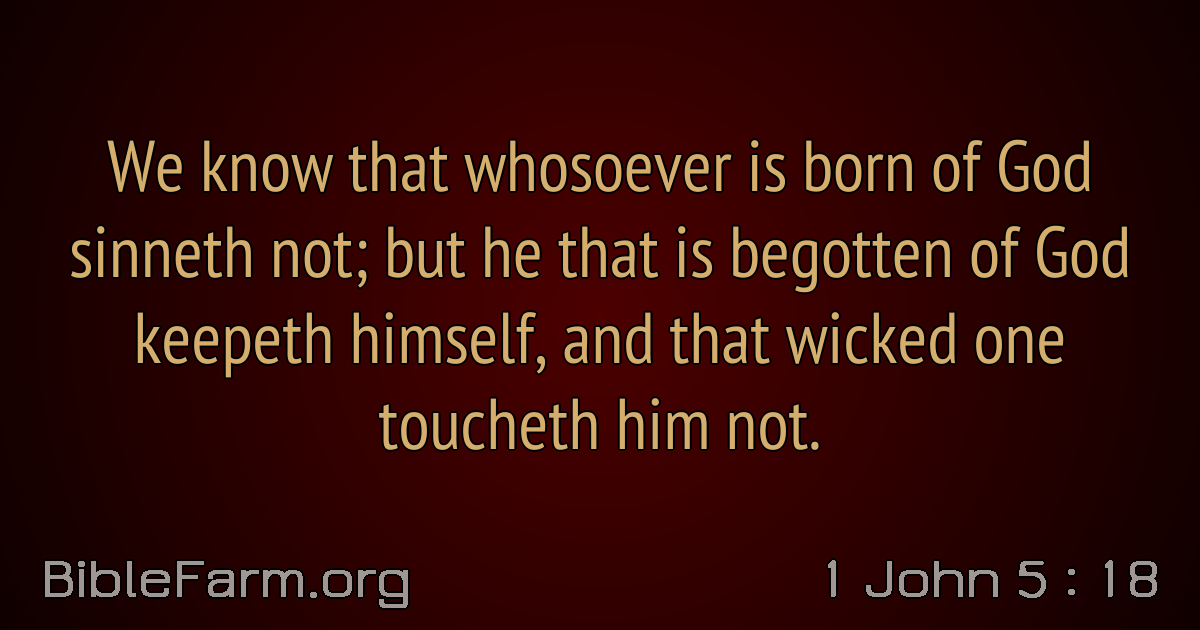 We know that whosoever is born of God
sinneth not; but he that is begotten of God
keepeth himself, and that wicked one
toucheth him not.
BibleFarm.org
1 John 5 : 18